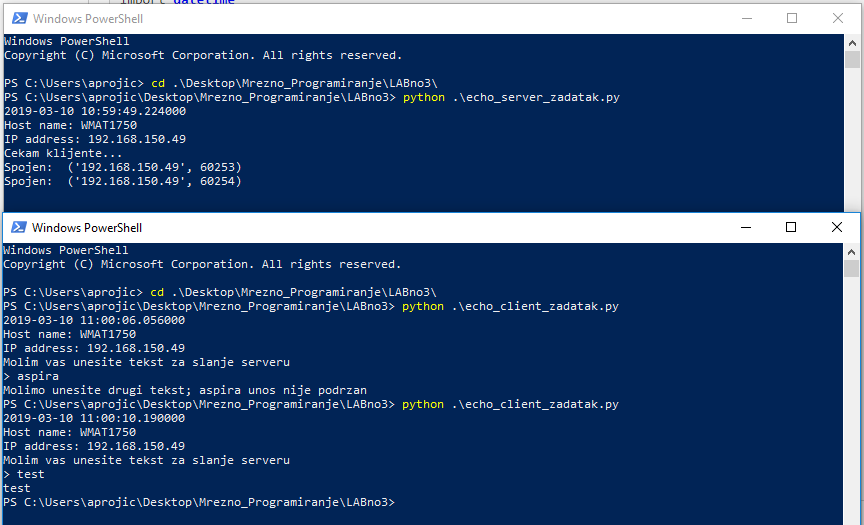 import datetime
Windows PowerShell
Windows PowerShell
Copyright (C) Microsoft Corporation. All rights reserved.
PS C:\Users\aprojic> cd .\Desktop\Mrezno_Programiranje\LABno3\
PS C:\Users\aprojic\Desktop\Mrezno_Programiranje\LABno3> python .\echo_server_zadatak.py
2019-03-10 10:59:49.224000
Host name: WMAT1750
IP address: 192.168.150.49
Cekam klijente...
Spojen:  ('192.168.150.49', 60253)
Spojen:  ('192.168.150.49', 60254)
Windows PowerShell
Windows PowerShell
Copyright (C) Microsoft Corporation. All rights reserved.
PS C:\Users\aprojic> cd .\Desktop\Mrezno_Programiranje\LABno3\
PS C:\Users\aprojic\Desktop\Mrezno_Programiranje\LABno3> python .\echo_client_zadatak.py
2019-03-10 11:00:06.056000
Host name: WMAT1750
IP address: 192.168.150.49
Molim vas unesite tekst za slanje serveru
> aspira
Molimo unesite drugi tekst; aspira unos nije podrzan
PS C:\Users\aprojic\Desktop\Mrezno_Programiranje\LABno3> python .\echo_client_zadatak.py
2019-03-10 11:00:10.190000
Host name: WMAT1750
IP address: 192.168.150.49
Molim vas unesite tekst za slanje serveru
> test
test
PS C:\Users\aprojic\Desktop\Mrezno_Programiranje\LABno3>